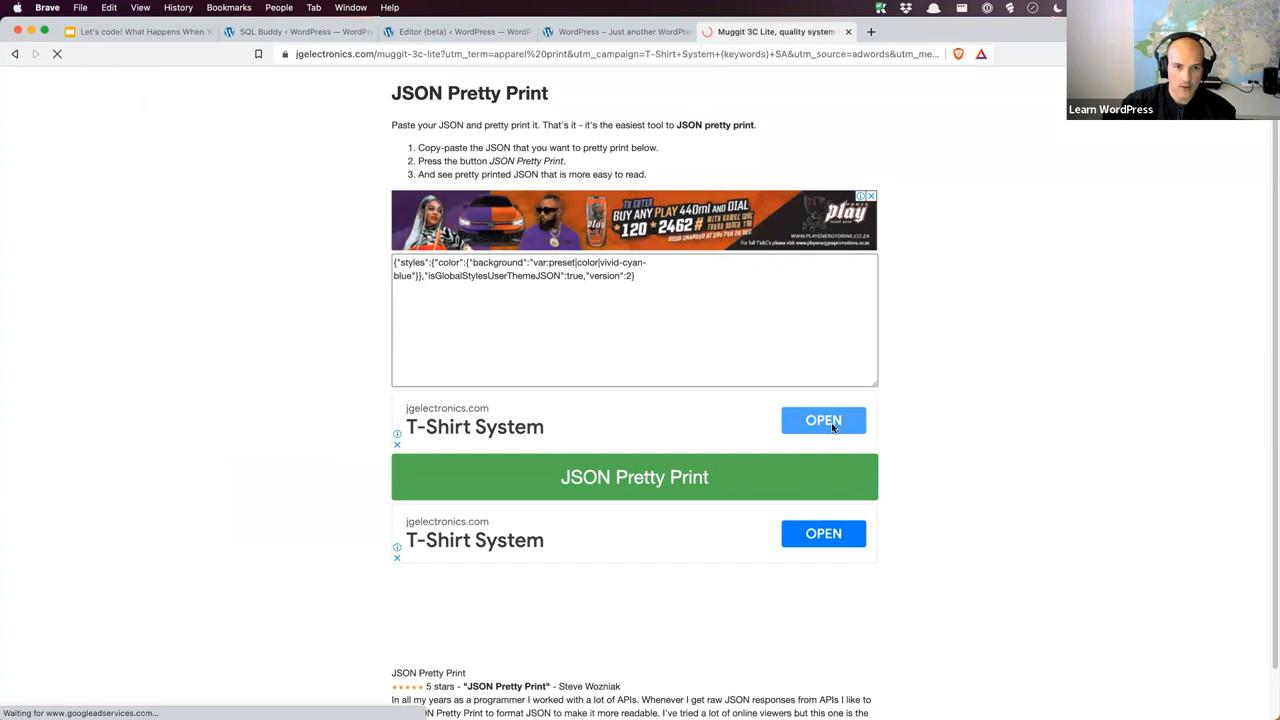 Brave File Edit View History Bookmarks People Tab Window Help
Let's code! What Happens When Y
SQL Buddy ‹ WordPress — WordPr
Editor (beta) ‹ WordPress — Word
WordPress – Just another WordPres
Muggit 3C Lite, quality system
jgelectronics.com/muggit-3c-lite?utm_term=apparel%20print&utm_campaign=T-Shirt+System+(keywords)+SA&utm_source=adwords&utm_me...
Learn WordPress
JSON Pretty Print
Paste your JSON and pretty print it. That's it - it's the easiest tool to JSON pretty print.
1. Copy-paste the JSON that you want to pretty print below.
2. Press the button JSON Pretty Print.
3. And see pretty printed JSON that is more easy to read.
TO ENTER
BUY ANY PLAY 440ml AND DIAL
*120*2462#
play
WWW.PLAYENERGYDRINK.CO.ZA
{"styles":{"color":{"background":"var:preset|color|vivid-cyan-
blue"}},"isGlobalStylesUserThemeJSON":true,"version":2}
jgelectronics.com
T-Shirt System
OPEN
JSON Pretty Print
jgelectronics.com
T-Shirt System
OPEN
JSON Pretty Print
5 stars - "JSON Pretty Print" - Steve Wozniak
In all my years as a programmer I worked with a lot of APIs. Whenever I get raw JSON responses from APIs I like to
N Pretty Print to format JSON to make it more readable. I've tried a lot of online viewers but this one is the
Waiting for www.googleadservices.com...